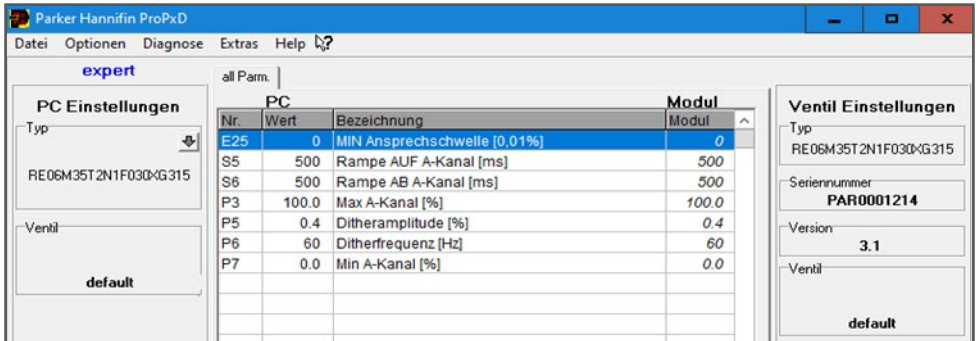 Parker Hannifin ProPxD
Datei Optionen Diagnose Extras Help
expert
PC Einstellungen
Typ
RE06M35T2N1F030XG315
Ventil
default
all Parm.
PC Modul
Nr. Wert Bezeichnung Modul
E25 0 MIN Ansprechschwelle [0,01%] 0
S5 500 Rampe AUF A-Kanal [ms] 500
S6 500 Rampe AB A-Kanal [ms] 500
P3 100.0 Max A-Kanal [%] 100.0
P5 0.4 Ditheramplitude [%] 0.4
P6 60 Ditherfrequenz [Hz] 60
P7 0.0 Min A-Kanal [%] 0.0
Ventil Einstellungen
Typ
RE06M35T2N1F030XG315
Seriennummer
PAR0001214
Version
3.1
Ventil
default